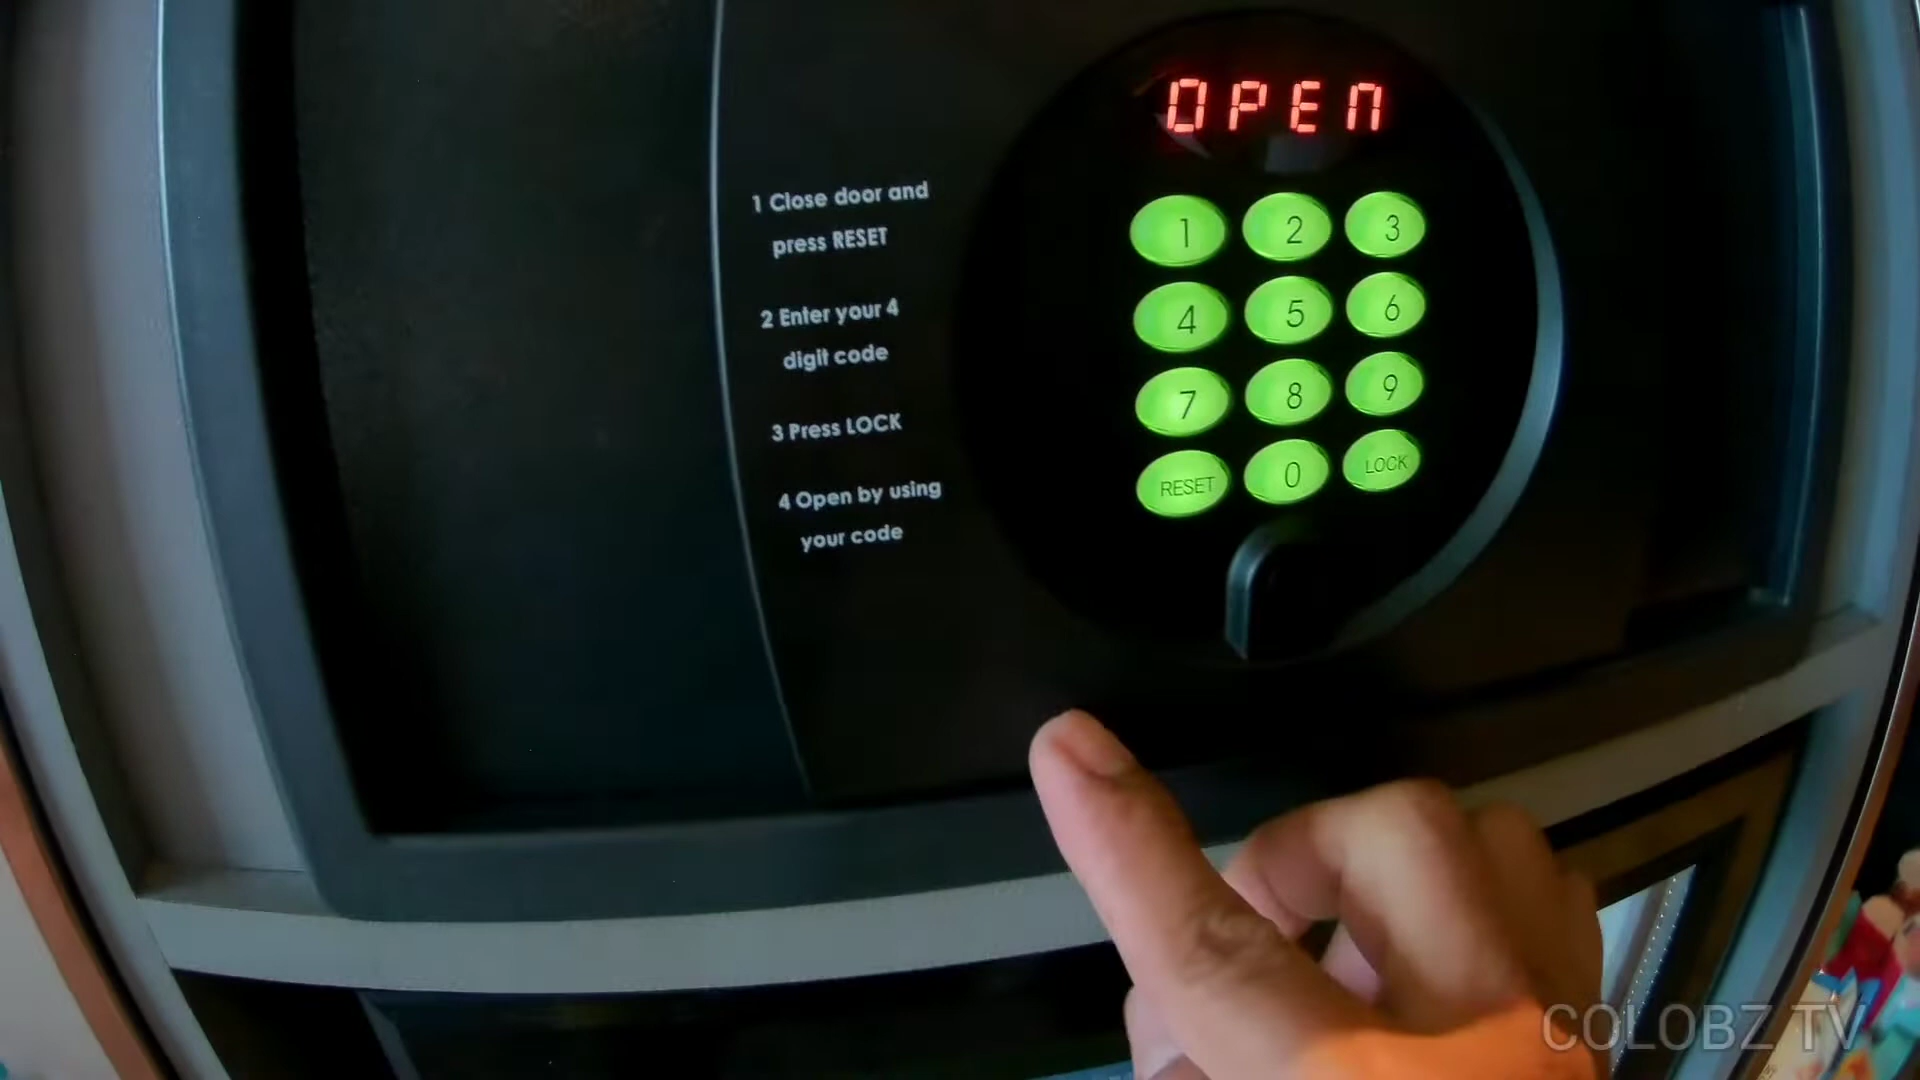 OPEN
1 Close door and
press RESET
2 Enter your 4
digit code
3 Press LOCK
4 Open by using
your code
1 2 3
4 5 6
7 8 9
RESET 0 LOCK
COLOBZ TV